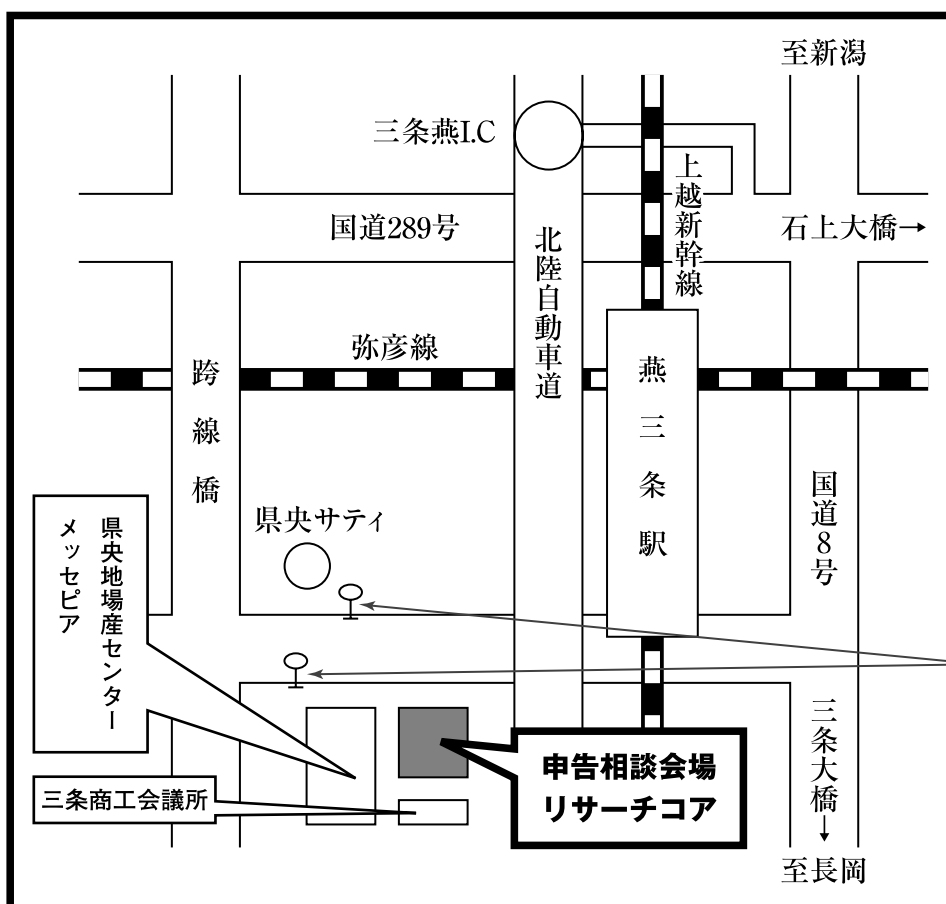 至新潟
三条燕I.C
上越新幹線
国道289号
北陸自動車道
石上大橋→
弥彦線
跨線橋
燕三条駅
国道8号
県央サティ
県央地場産センター
メッセピア
三条大橋→
申告相談会場
リサーチコア
三条商工会議所
至長岡